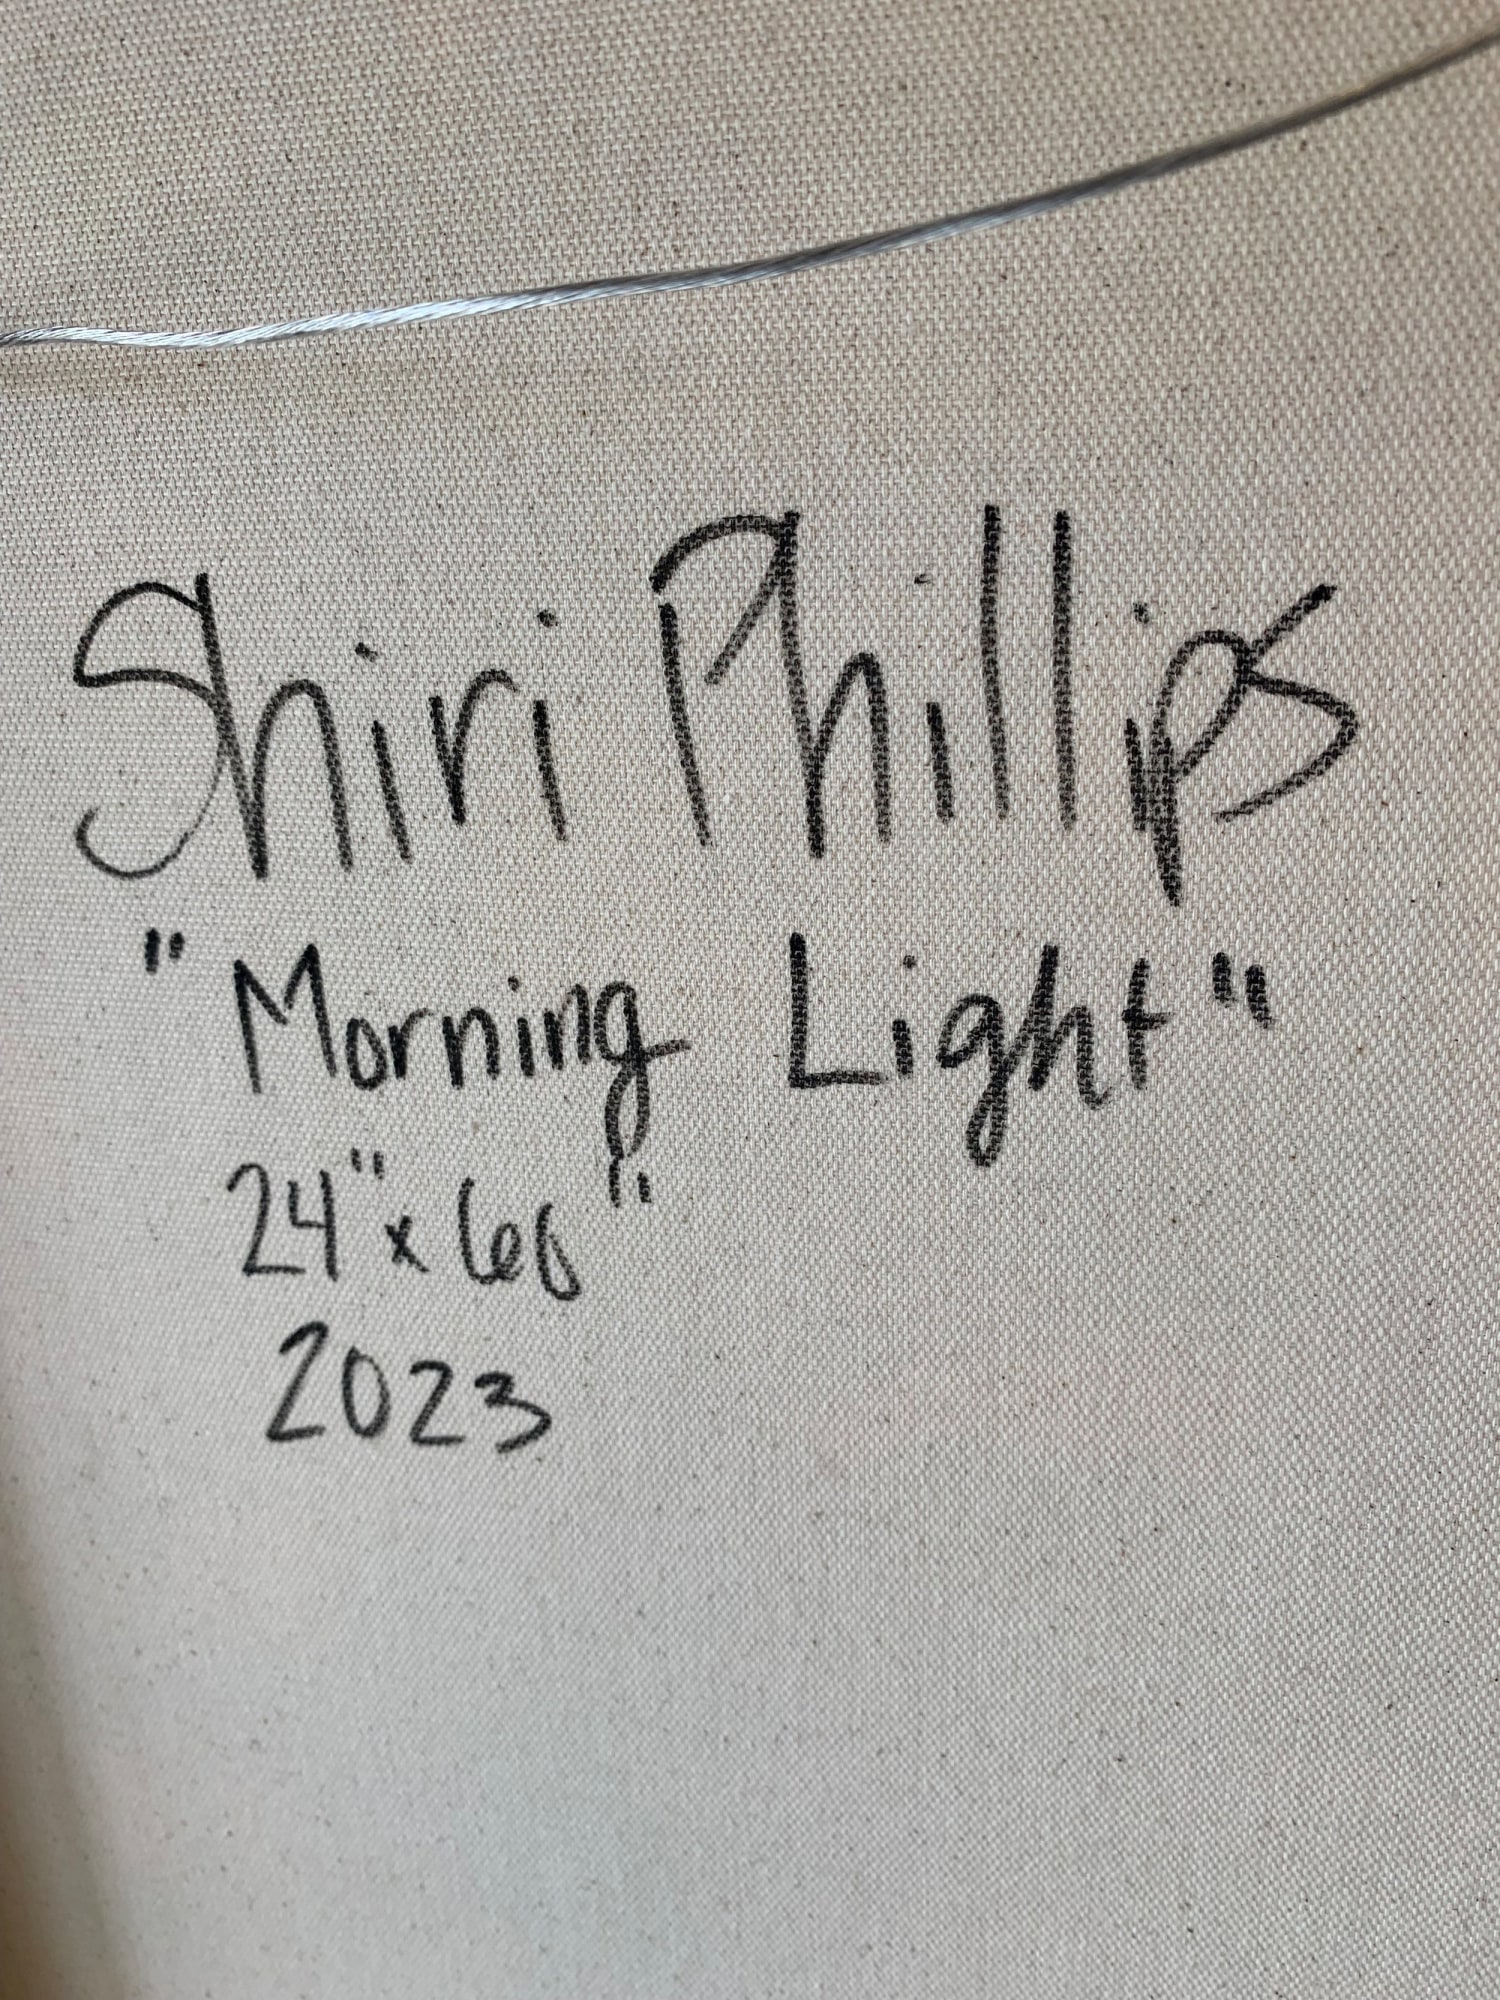 Shiri Phillips
"Morning Light"
24" x 60"
2023